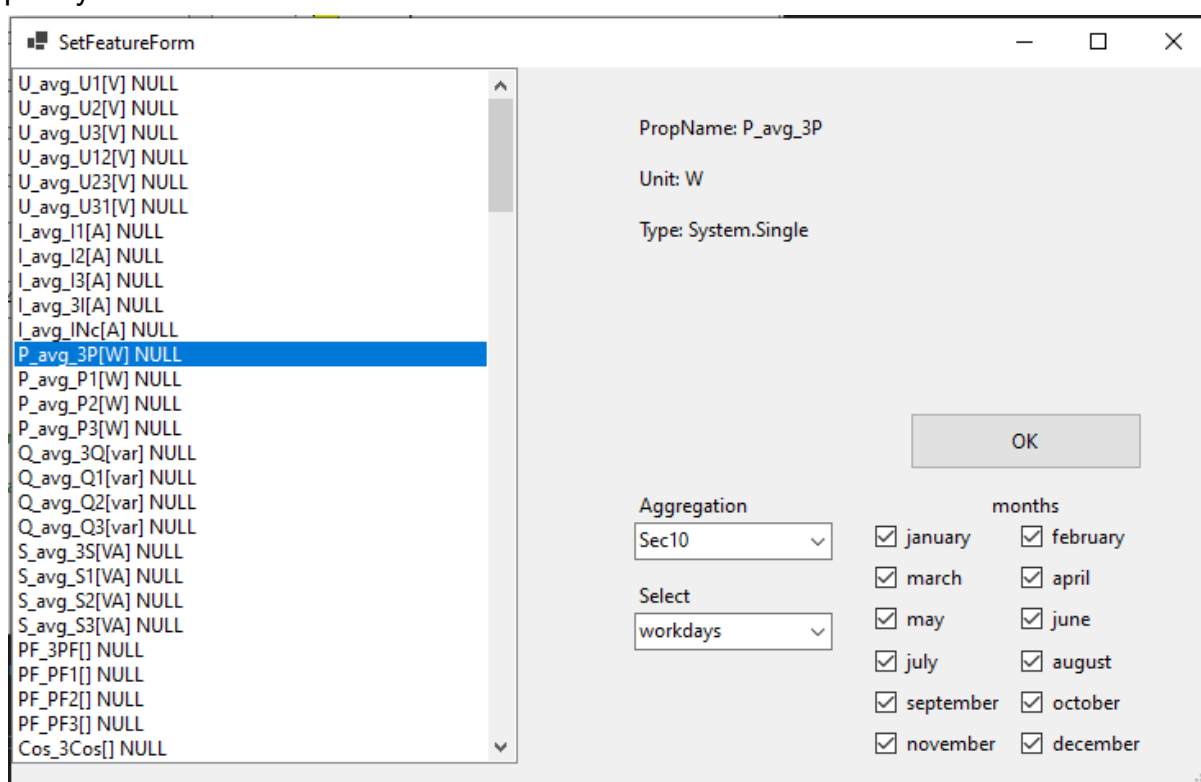 SetFeatureForm
U_avg_U1[V] NULL
U_avg_U2[V] NULL
U_avg_U3[V] NULL
U_avg_U12[V] NULL
U_avg_U23[V] NULL
U_avg_U31[V] NULL
I_avg_I1[A] NULL
I_avg_I2[A] NULL
I_avg_I3[A] NULL
I_avg_3I[A] NULL
I_avg_INc[A] NULL
P_avg_3P[W] NULL
P_avg_P1[W] NULL
P_avg_P2[W] NULL
P_avg_P3[W] NULL
Q_avg_3Q[var] NULL
Q_avg_Q1[var] NULL
Q_avg_Q2[var] NULL
Q_avg_Q3[var] NULL
S_avg_3S[VA] NULL
S_avg_S1[VA] NULL
S_avg_S2[VA] NULL
S_avg_S3[VA] NULL
PF_3PF[] NULL
PF_PF1[] NULL
PF_PF2[] NULL
PF_PF3[] NULL
Cos_3Cos[] NULL
PropName: P_avg_3P
Unit: W
Type: System.Single
OK
Aggregation
Sec10
Select
workdays
months
january february
march april
may june
july august
september october
november december